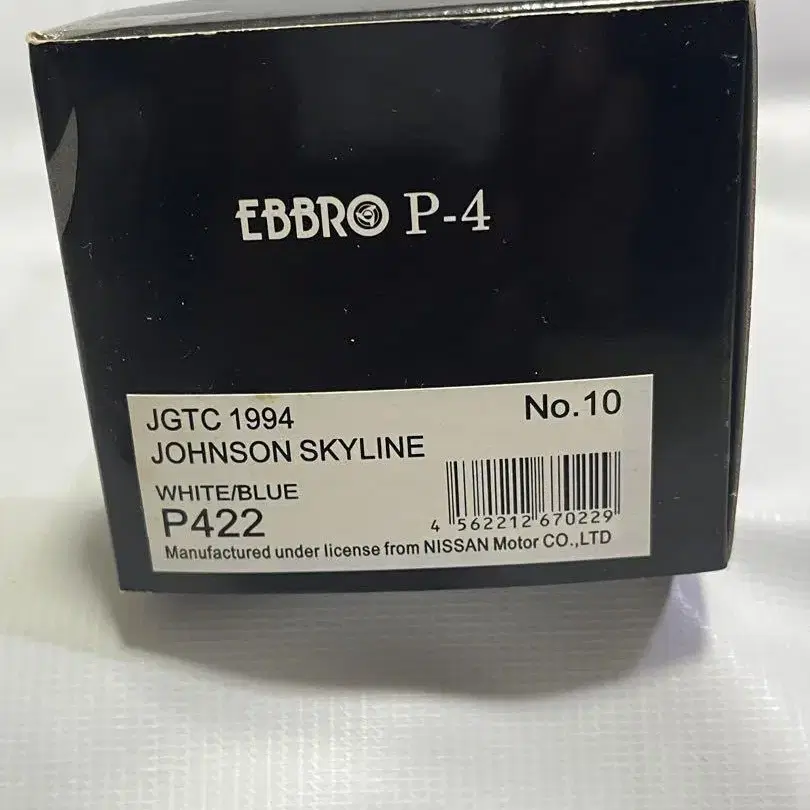 EBBRO P-4
JGTC 1994 No.10
JOHNSON SKYLINE
WHITE/BLUE
P422
4 562212 670229
Manufactured under license from NISSAN Motor CO.,LTD